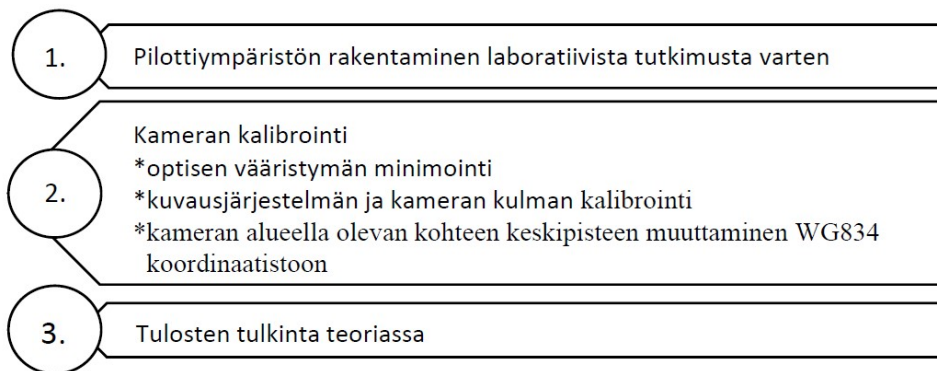 1.
Pilottiympäristön rakentaminen laboratiivista tutkimusta varten
Kameran kalibrointi
*optisen vääristymän minimointi
2.
*kuvausjärjestelmän ja kameran kulman kalibrointi
*kameran alueella olevan kohteen keskipisteen muuttaminen WG834
koordinaatistoon
3.
Tulosten tulkinta teoriassa